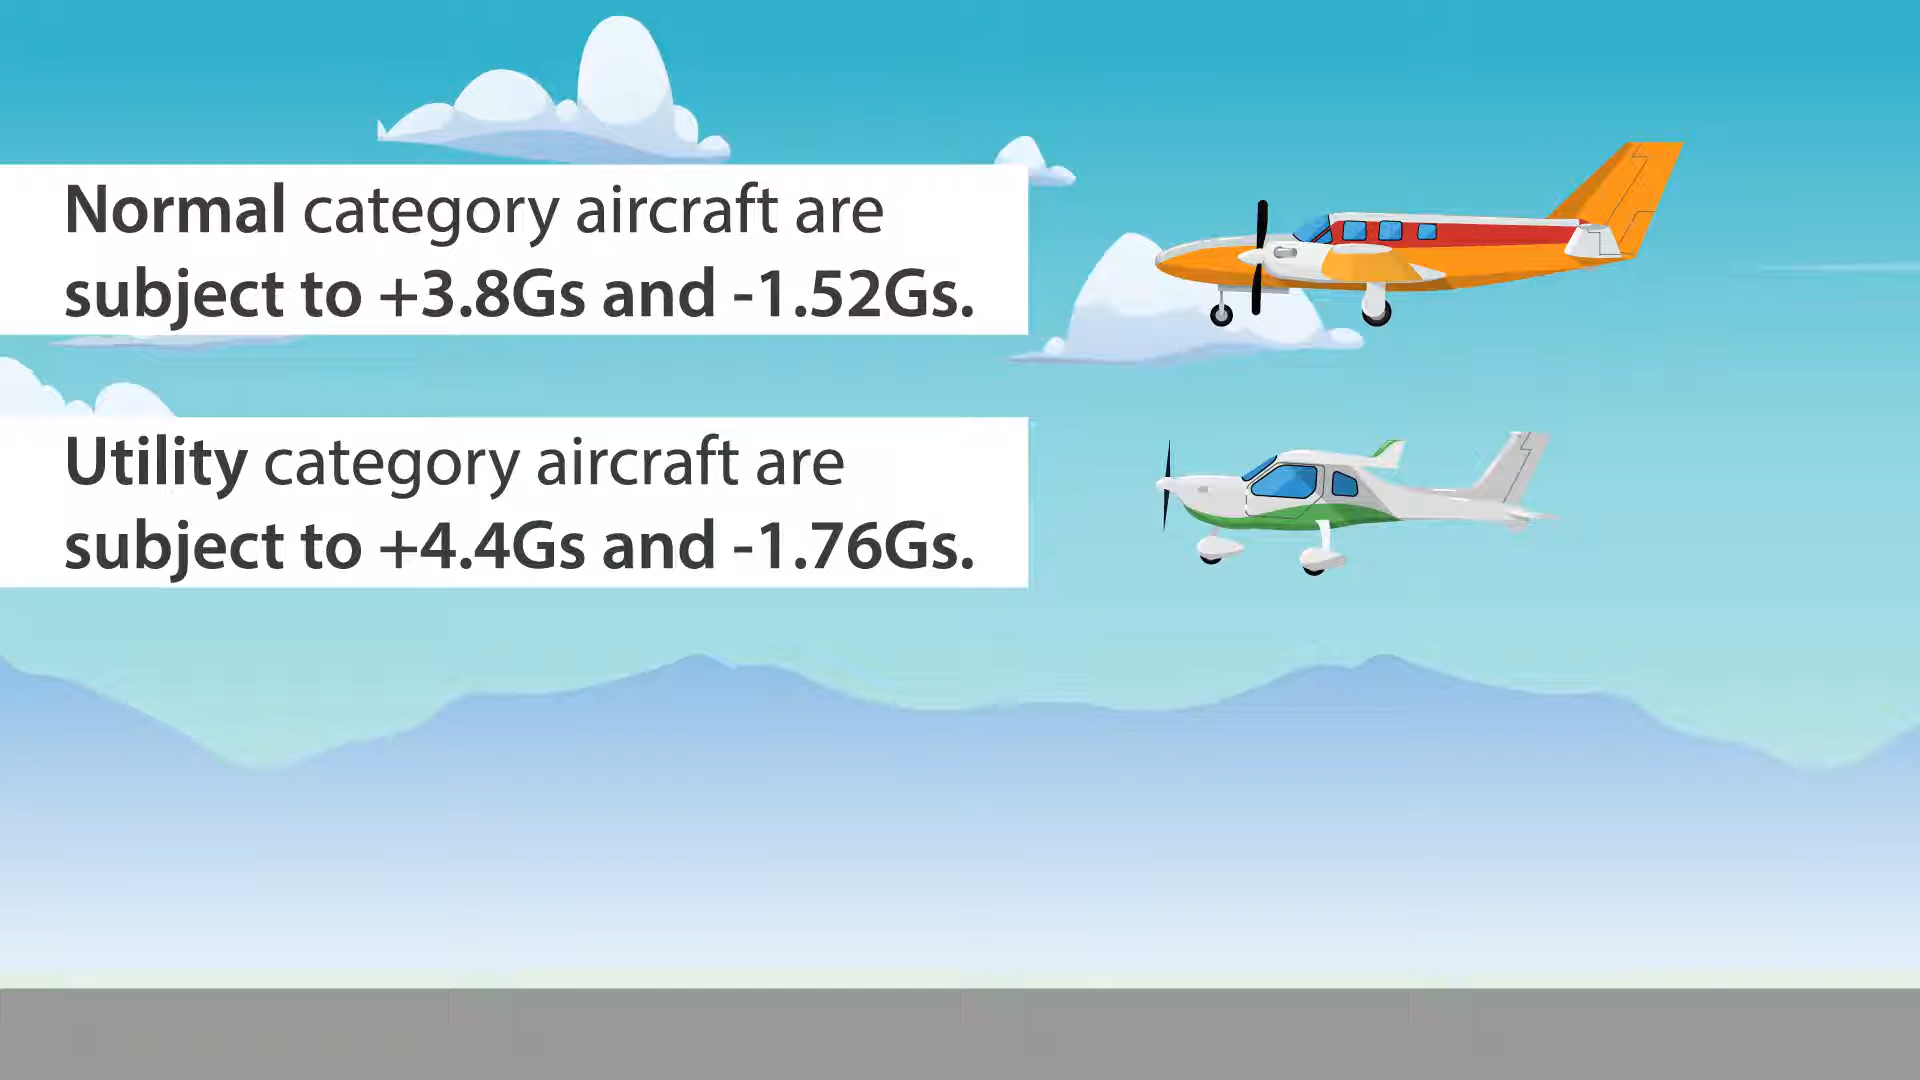 Normal category aircraft are
subject to +3.8Gs and -1.52Gs.
Utility category aircraft are
subject to +4.4Gs and -1.76Gs.